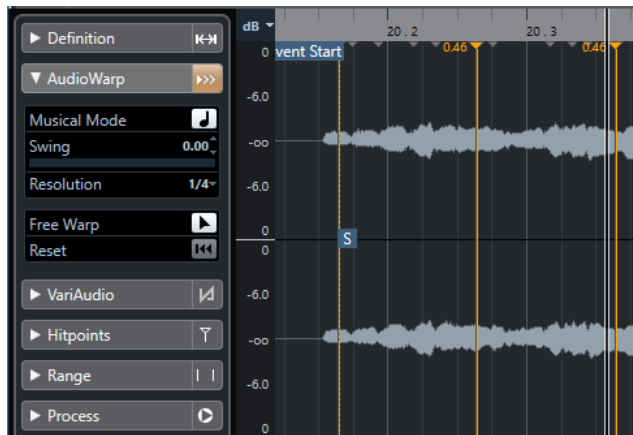 Definition
AudioWarp
Musical Mode
Swing 0.00
Resolution 1/4
Free Warp
Reset
VariAudio
Hitpoints
Range
Process
dB
20.2 20.3
0 vent Start 0.46 0.46
-6.0
-oo
-6.0
0
S
0
-6.0
-oo
-6.0
0